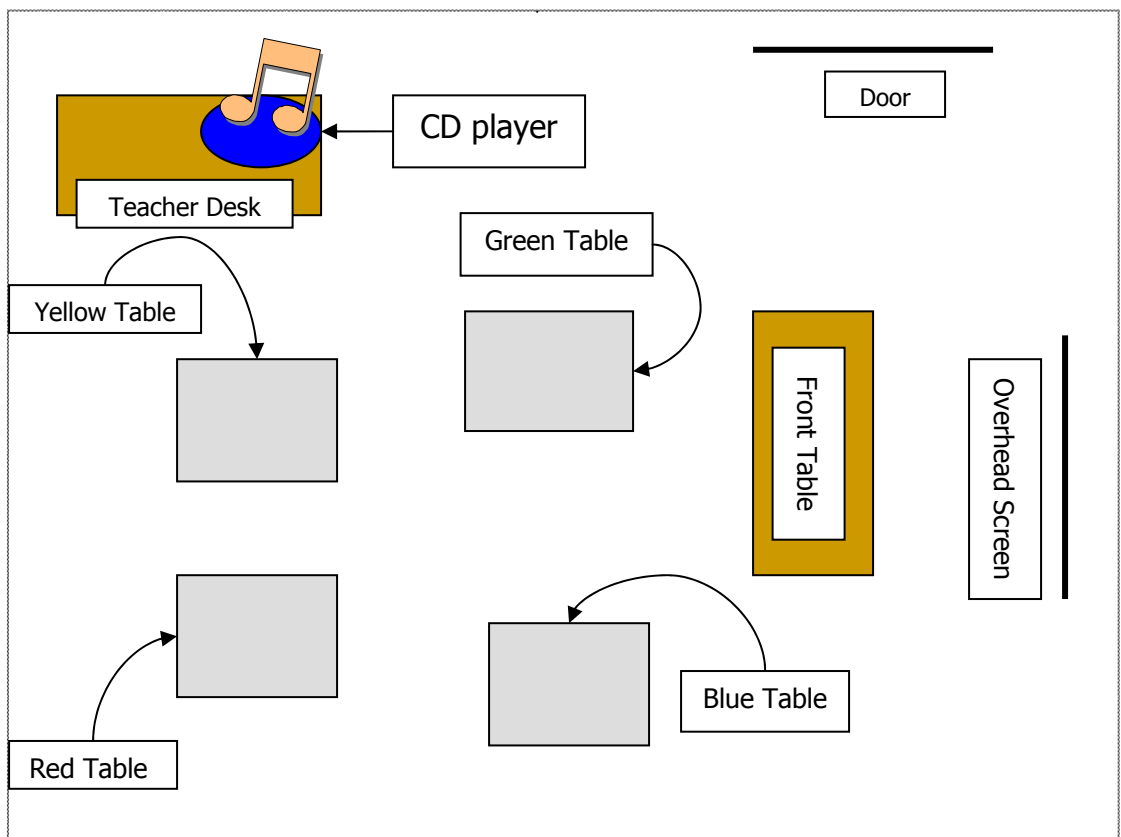 Door
CD player
Teacher Desk
Green Table
Yellow Table
Front Table
Overhead Screen
Blue Table
Red Table